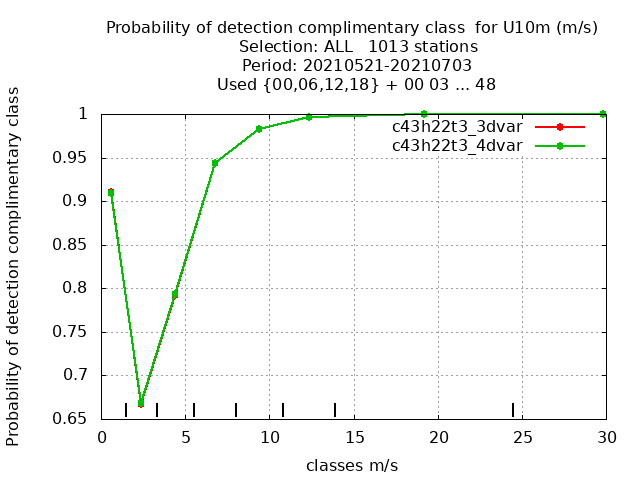 Probability of detection complimentary class  for U10m (m/s)
Selection: ALL   1013 stations
Period: 20210521-20210703
Used {00,06,12,18} + 00 03 ... 48
Probability of detection complimentary class
1
0.95
0.9
0.85
0.8
0.75
0.7
0.65
c43h22t3_3dvar
c43h22t3_4dvar
0 5 10 15 20 25 30
classes m/s